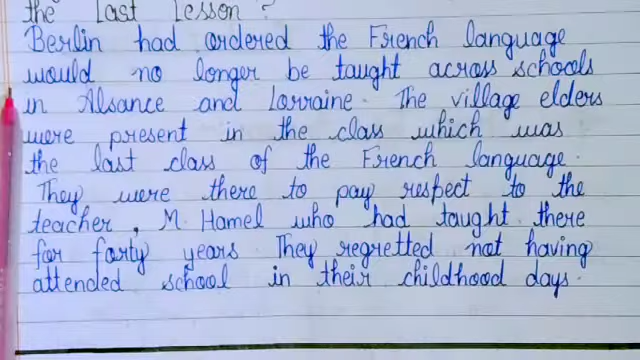 the Last Lesson?
Berlin had ordered the French language
would no longer be taught across schools
in Alsance and Lorraine. The village elders
were present in the class which was
the last class of the French language.
They were there to pay respect to the
teacher, M. Hamel who had taught there
for forty years. They regretted not having
attended school in their childhood days.